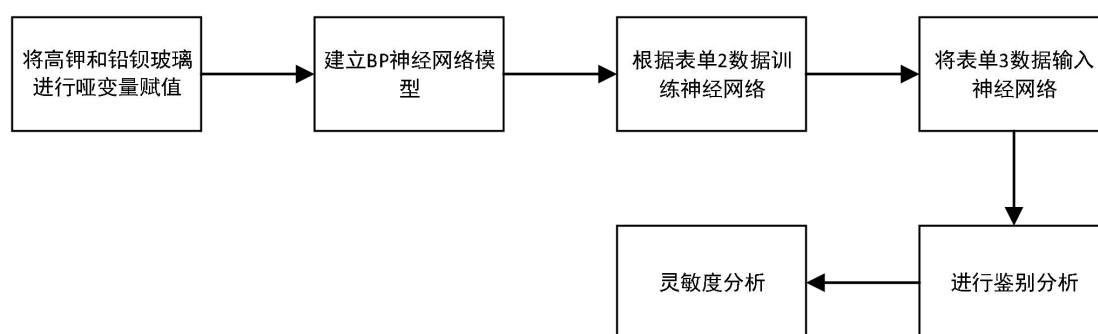 将高钾和铅钡玻璃
进行哑变量赋值
建立BP神经网络模
型
根据表单2数据训
练神经网络
将表单3数据输入
神经网络
灵敏度分析
进行鉴别分析